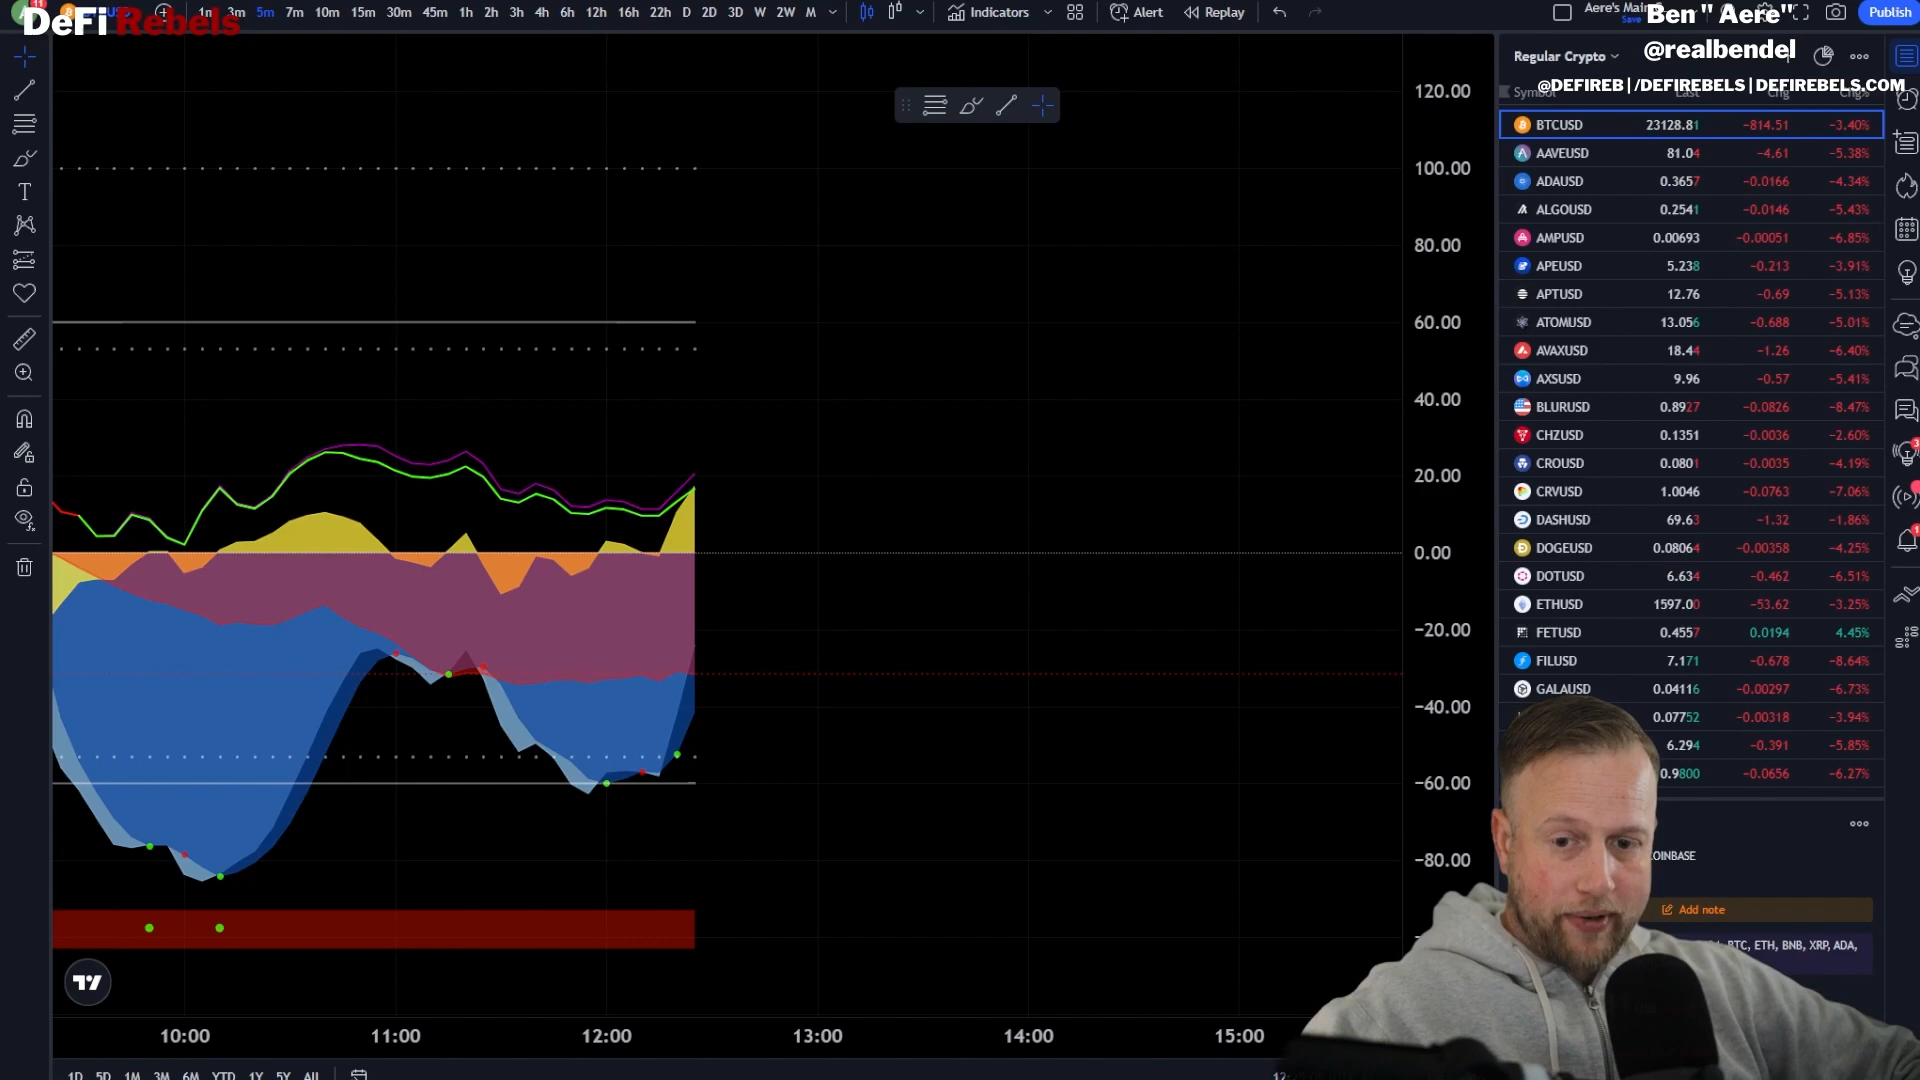 DeFi Rebels
11
1m 3m 5m 7m 10m 15m 30m 45m 1h 2h 3h 4h 6h 12h 16h 22h D 2D 3D W 2W M
Indicators
Alert
Replay
Aere's Main
Save
Publish
Ben " Aere"
@realbendel
@DEFIREB | /DEFIREBELS | DEFIREBELS.COM
Regular Crypto
Symbol Last Chg Chg%
BTCUSD 23128.81 −814.51 −3.40%
AAVEUSD 81.04 −4.61 −5.38%
ADAUSD 0.3657 −0.0166 −4.34%
ALGOUSD 0.2541 −0.0146 −5.43%
AMPUSD 0.00693 −0.00051 −6.85%
APEUSD 5.238 −0.213 −3.91%
APTUSD 12.76 −0.69 −5.13%
ATOMUSD 13.056 −0.688 −5.01%
AVAXUSD 18.44 −1.26 −6.40%
AXSUSD 9.96 −0.57 −5.41%
BLURUSD 0.8927 −0.0826 −8.47%
CHZUSD 0.1351 −0.0036 −2.60%
CROUSD 0.0801 −0.0035 −4.19%
CRVUSD 1.0046 −0.0763 −7.06%
DASHUSD 69.63 −1.32 −1.86%
DOGEUSD 0.08064 −0.00358 −4.25%
DOTUSD 6.634 −0.462 −6.51%
ETHUSD 1597.00 −53.62 −3.25%
FETUSD 0.4557 0.0194 4.45%
FILUSD 7.171 −0.678 −8.64%
GALAUSD 0.04116 −0.00297 −6.73%
0.07752 −0.00318 −3.94%
6.294 −0.391 −5.85%
0.9800 −0.0656 −6.27%
OINBASE
Add note
BTC, ETH, BNB, XRP, ADA,
120.00
100.00
80.00
60.00
40.00
20.00
0.00
−20.00
−40.00
−60.00
−80.00
10:00 11:00 12:00 13:00 14:00 15:00
1D 5D 1M 3M 6M YTD 1Y 5Y All